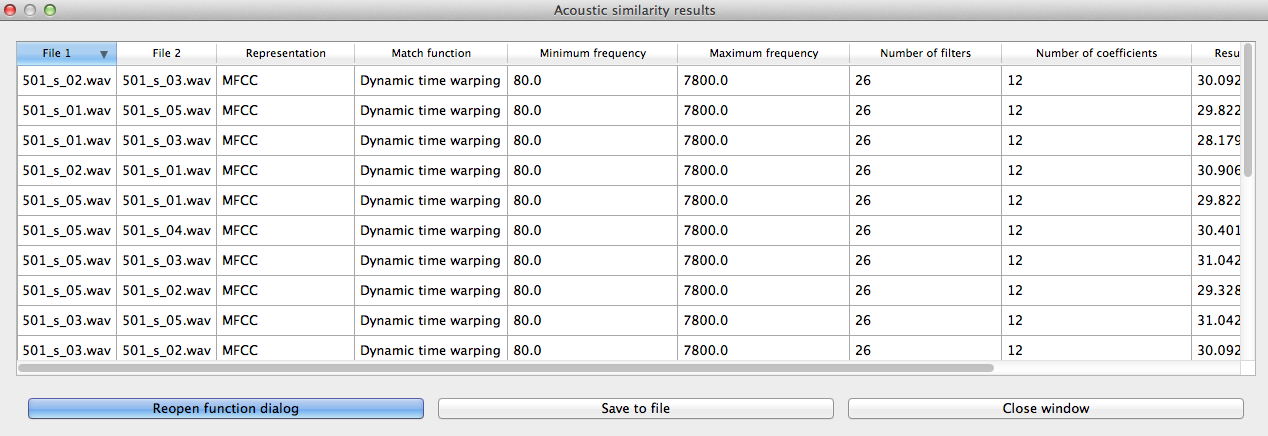 Acoustic similarity results
File 1 File 2 Representation Match function Minimum frequency Maximum frequency Number of filters Number of coefficients Resu
501_s_02.wav 501_s_03.wav MFCC Dynamic time warping 80.0 7800.0 26 12 30.092
501_s_01.wav 501_s_05.wav MFCC Dynamic time warping 80.0 7800.0 26 12 29.822
501_s_01.wav 501_s_03.wav MFCC Dynamic time warping 80.0 7800.0 26 12 28.179
501_s_02.wav 501_s_01.wav MFCC Dynamic time warping 80.0 7800.0 26 12 30.906
501_s_05.wav 501_s_01.wav MFCC Dynamic time warping 80.0 7800.0 26 12 29.822
501_s_05.wav 501_s_04.wav MFCC Dynamic time warping 80.0 7800.0 26 12 30.401
501_s_05.wav 501_s_03.wav MFCC Dynamic time warping 80.0 7800.0 26 12 31.042
501_s_05.wav 501_s_02.wav MFCC Dynamic time warping 80.0 7800.0 26 12 29.328
501_s_03.wav 501_s_05.wav MFCC Dynamic time warping 80.0 7800.0 26 12 31.042
501_s_03.wav 501_s_02.wav MFCC Dynamic time warping 80.0 7800.0 26 12 30.092
Reopen function dialog Save to file Close window